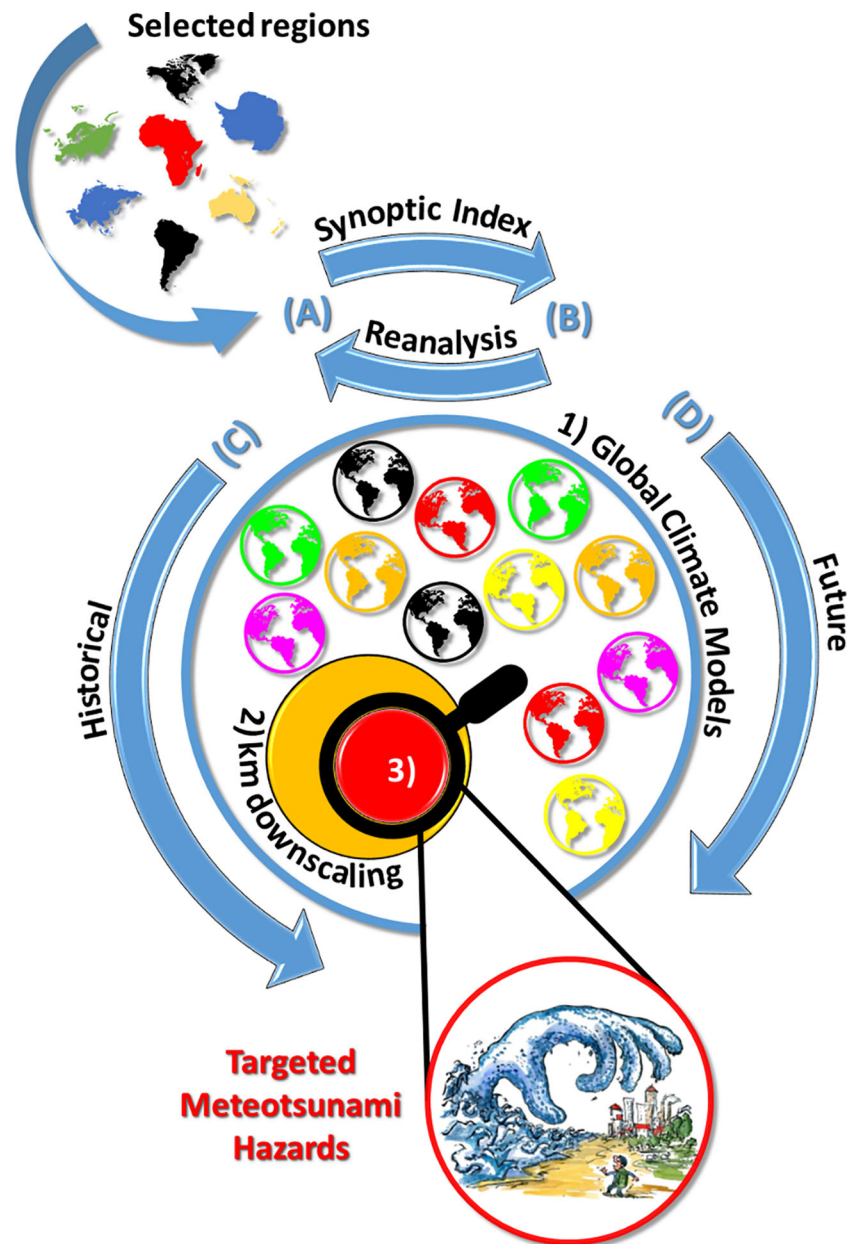 Selected regions
Synoptic Index
(A)
(B)
Reanalysis
(C)
(D)
1) Global Climate Models
Historical
Future
2)km downscaling
3)
Targeted
Meteotsunami
Hazards